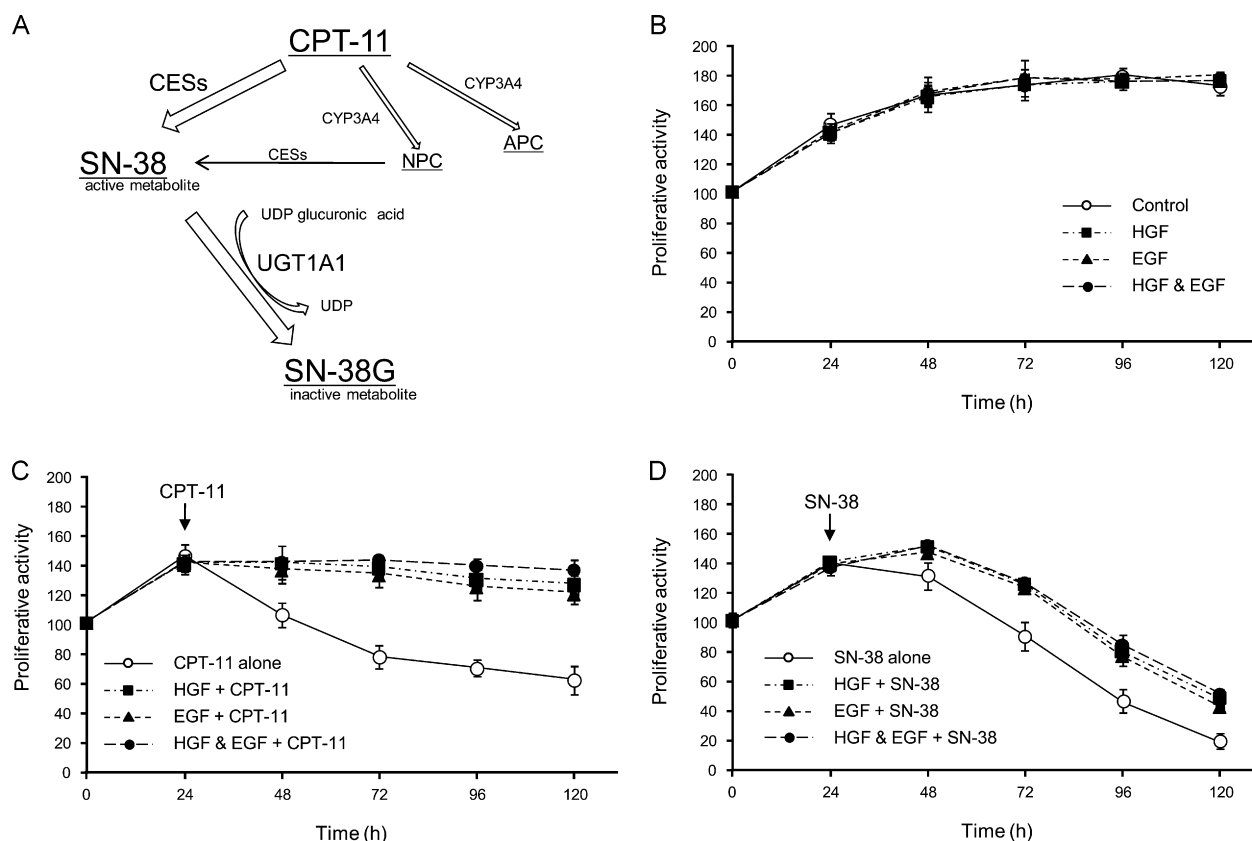 A
CPT-11
CESs
CYP3A4
CYP3A4
APC
NPC
CESs
SN-38
active metabolite
UDP glucuronic acid
UGT1A1
UDP
SN-38G
inactive metabolite
B
Proliferative activity
200
180
160
140
120
100
80
60
40
20
0
Control
HGF
EGF
HGF & EGF
0 24 48 72 96 120
Time (h)
C
Proliferative activity
200
180
160
140
120
100
80
60
40
20
0
CPT-11
CPT-11 alone
HGF + CPT-11
EGF + CPT-11
HGF & EGF + CPT-11
0 24 48 72 96 120
Time (h)
D
Proliferative activity
200
180
160
140
120
100
80
60
40
20
0
SN-38
SN-38 alone
HGF + SN-38
EGF + SN-38
HGF & EGF + SN-38
0 24 48 72 96 120
Time (h)